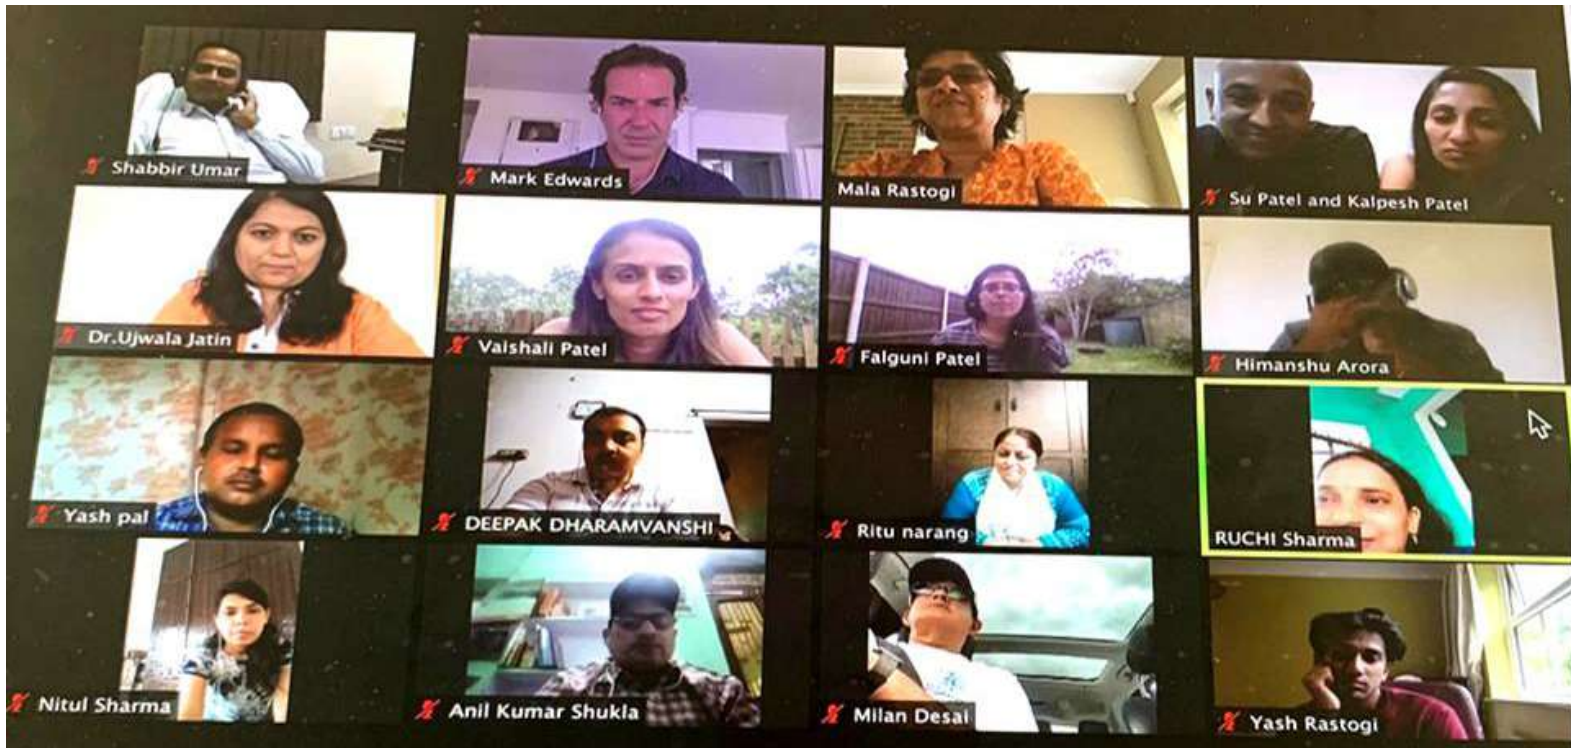 Shabbir Umar
Mark Edwards
Mala Rastogi
Su Patel and Kalpesh Patel
Dr.Ujwala Jatin
Vaishali Patel
Falguni Patel
Himanshu Arora
Yash pal
DEEPAK DHARAMVANSHI
Ritu narang
RUCHI Sharma
Nitul Sharma
Anil Kumar Shukla
Milan Desai
Yash Rastogi